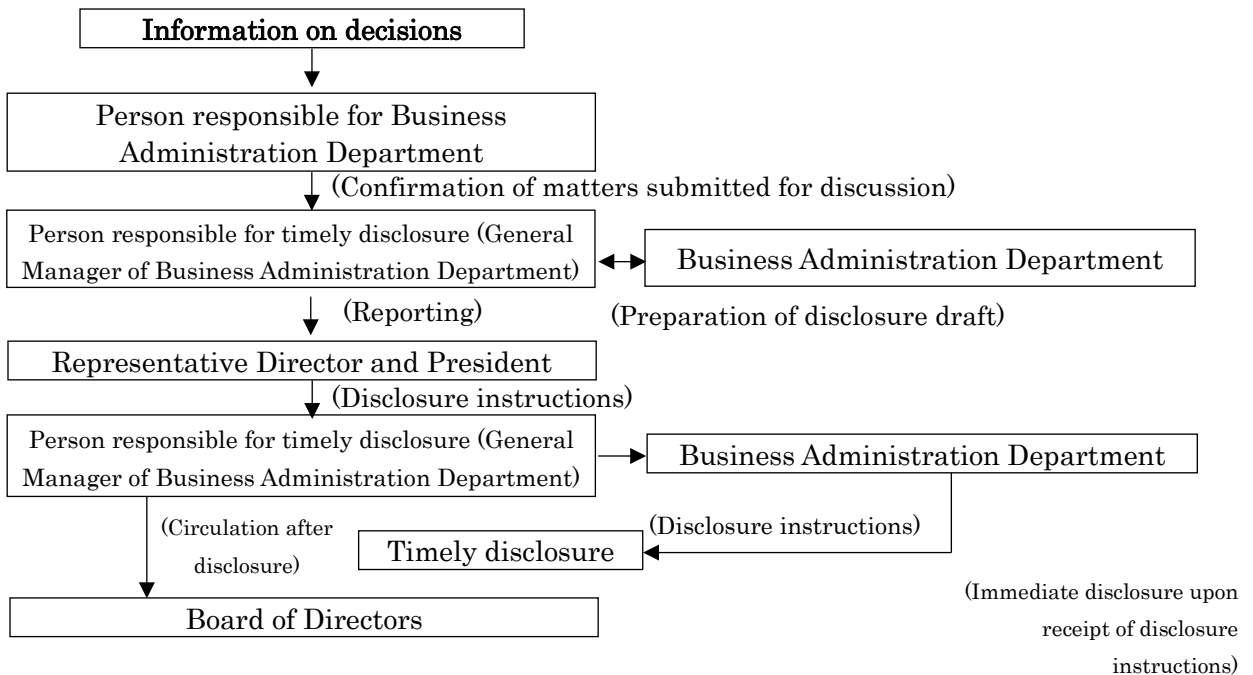 Information on decisions
Person responsible for Business
Administration Department
(Confirmation of matters submitted for discussion)
Person responsible for timely disclosure (General
Manager of Business Administration Department)
Business Administration Department
(Reporting)
(Preparation of disclosure draft)
Representative Director and President
(Disclosure instructions)
Person responsible for timely disclosure (General
Manager of Business Administration Department)
Business Administration Department
(Circulation after
disclosure)
(Disclosure instructions)
Timely disclosure
Board of Directors
(Immediate disclosure upon
receipt of disclosure
instructions)